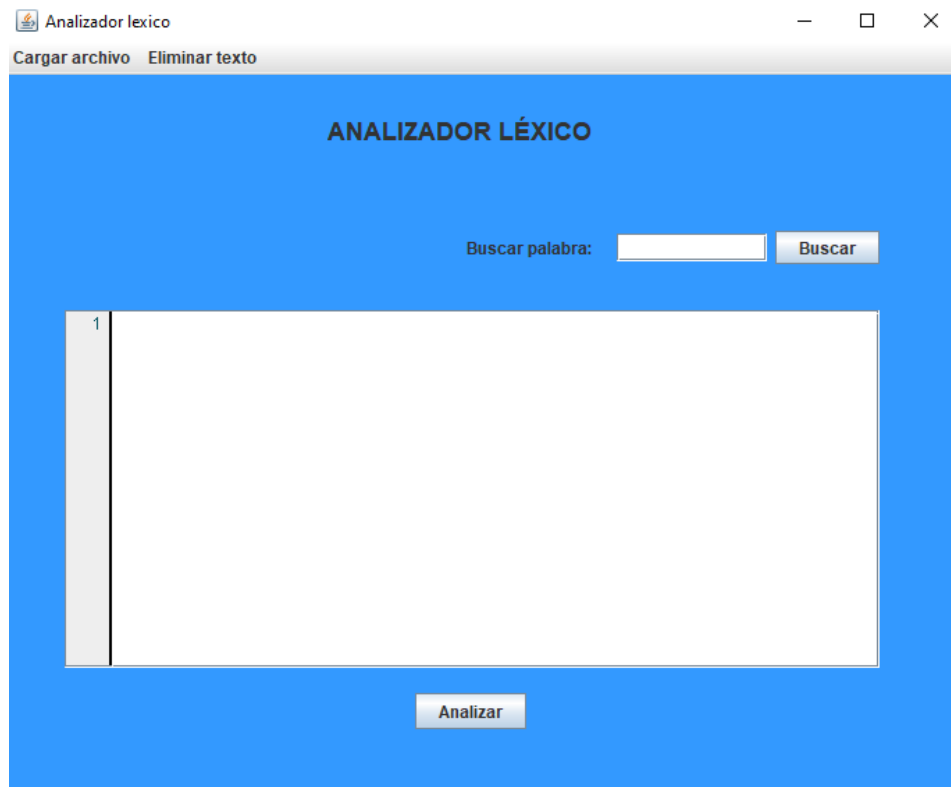 Analizador lexico
Cargar archivo Eliminar texto
ANALIZADOR LÉXICO
Buscar palabra: Buscar
1
Analizar